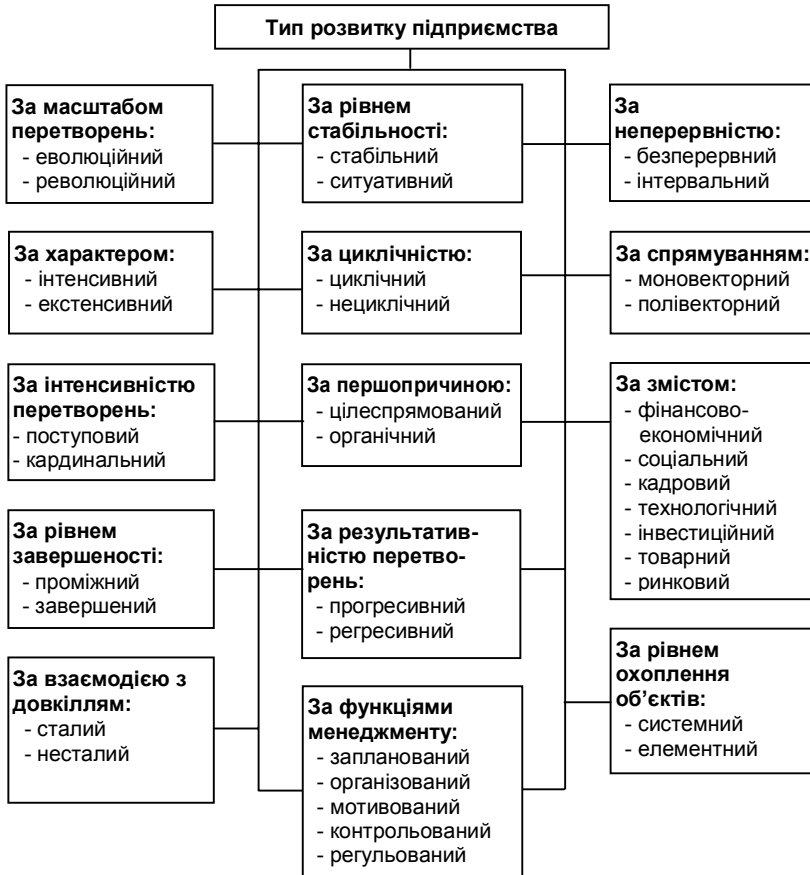 Тип розвитку підприємства
За масштабом
перетворень:
- еволюційний
- революційний
За характером:
- інтенсивний
- екстенсивний
За інтенсивністю
перетворень:
- поступовий
- кардинальний
За рівнем
завершеності:
- проміжний
- завершений
За взаємодією з
довкіллям:
- сталий
- несталий
За рівнем
стабільності:
- стабільний
- ситуативний
За циклічністю:
- циклічний
- нециклічний
За першопричиною:
- цілеспрямований
- органічний
За результатив-
ністю перетво-
рень:
- прогресивний
- регресивний
За функціями
менеджменту:
- запланований
- організований
- мотивований
- контрольований
- регульований
За
неперервністю:
- безперервний
- інтервальний
За спрямуванням:
- моновекторний
- полівекторний
За змістом:
- фінансово-
економічний
- соціальний
- кадровий
- технологічний
- інвестиційний
- товарний
- ринковий
За рівнем
охоплення
об’єктів:
- системний
- елементний